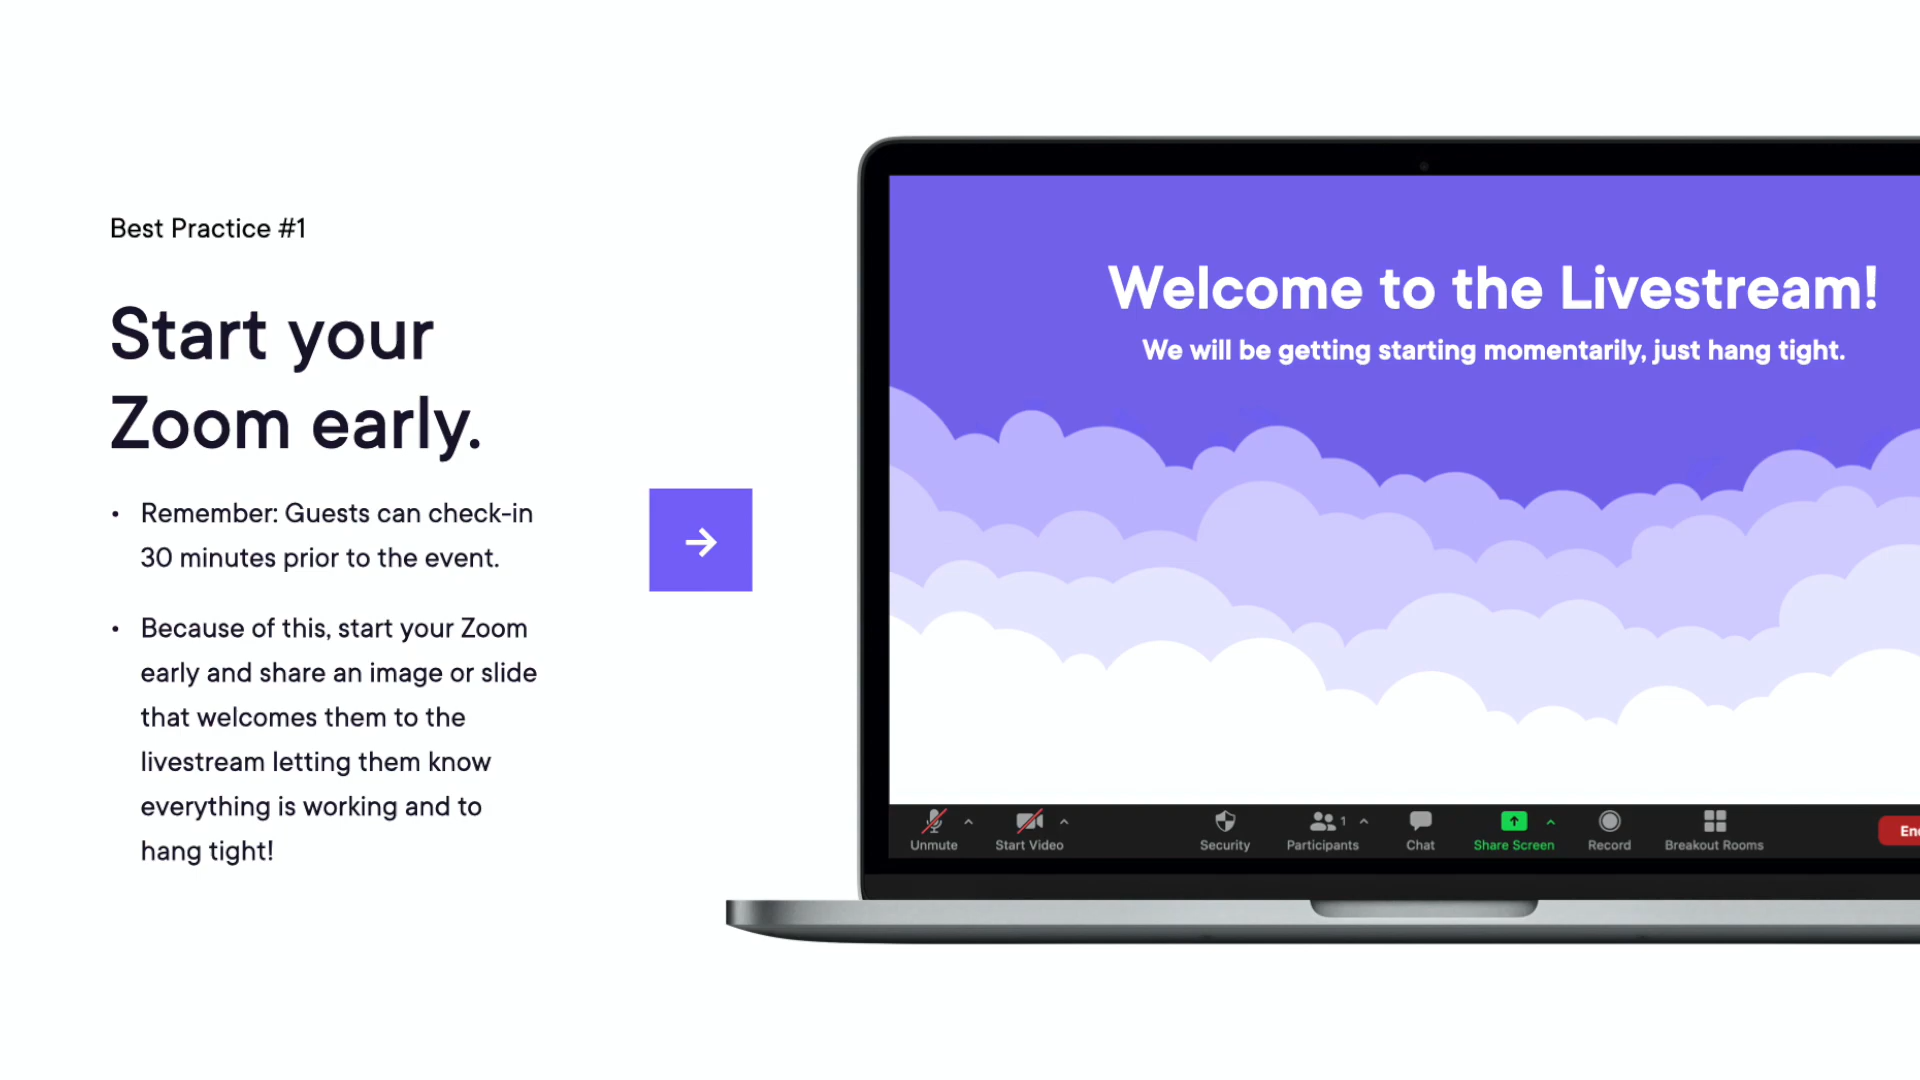 Best Practice #1
Start your
Zoom early.
• Remember: Guests can check-in
30 minutes prior to the event.
• Because of this, start your Zoom
early and share an image or slide
that welcomes them to the
livestream letting them know
everything is working and to
hang tight!
Welcome to the Livestream!
We will be getting starting momentarily, just hang tight.
Unmute Start Video Security Participants 1 Chat Share Screen Record Breakout Rooms